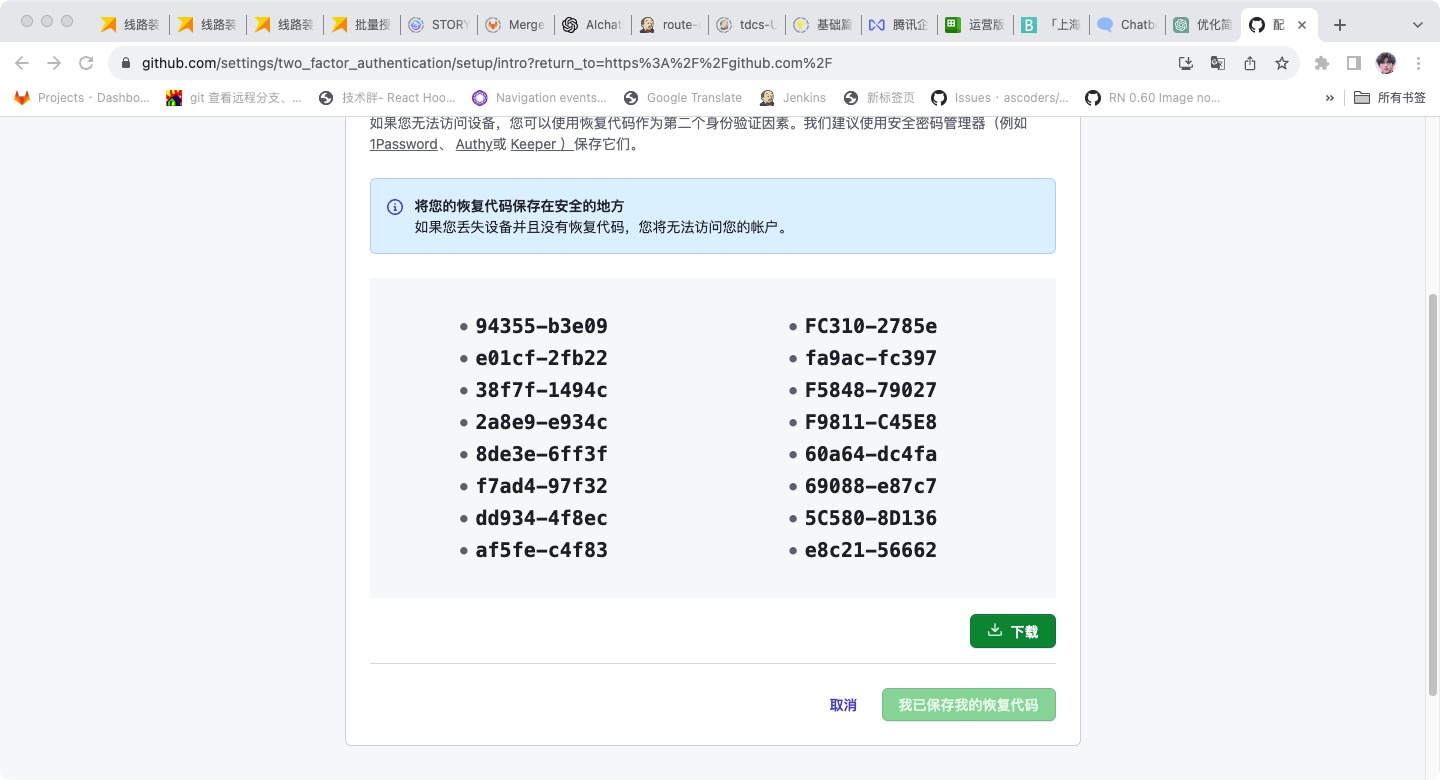 线路装
线路装
线路装
批量授
STORY
Merge
AIchat
route-
tdcs-U
基础篇
腾讯企
运营版
「上海
Chatb
优化简
配
github.com/settings/two_factor_authentication/setup/intro?return_to=https%3A%2F%2Fgithub.com%2F
Projects · Dashbo...
git 查看远程分支、...
技术胖- React Hoo...
Navigation events...
Google Translate
Jenkins
新标签页
Issues · ascoders/...
RN 0.60 Image no...
»
所有书签
如果您无法访问设备，您可以使用恢复代码作为第二个身份验证因素。我们建议使用安全密码管理器（例如
1Password、 Authy或 Keeper ）保存它们。
将您的恢复代码保存在安全的地方
如果您丢失设备并且没有恢复代码，您将无法访问您的帐户。
94355-b3e09
e01cf-2fb22
38f7f-1494c
2a8e9-e934c
8de3e-6ff3f
f7ad4-97f32
dd934-4f8ec
af5fe-c4f83
FC310-2785e
fa9ac-fc397
F5848-79027
F9811-C45E8
60a64-dc4fa
69088-e87c7
5C580-8D136
e8c21-56662
下载
取消
我已保存我的恢复代码